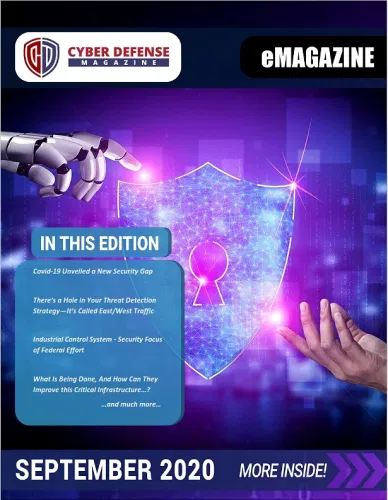 CYBER DEFENSE
MAGAZINE
eMAGAZINE
IN THIS EDITION
Covid-19 Unveiled a New Security Gap
There's a Hole in Your Threat Detection
Strategy—It's Called East/West Traffic
Industrial Control System - Security Focus
of Federal Effort
What Is Being Done, And How Can They
Improve this Critical Infrastructure...?
...and much more...
SEPTEMBER 2020
MORE INSIDE!